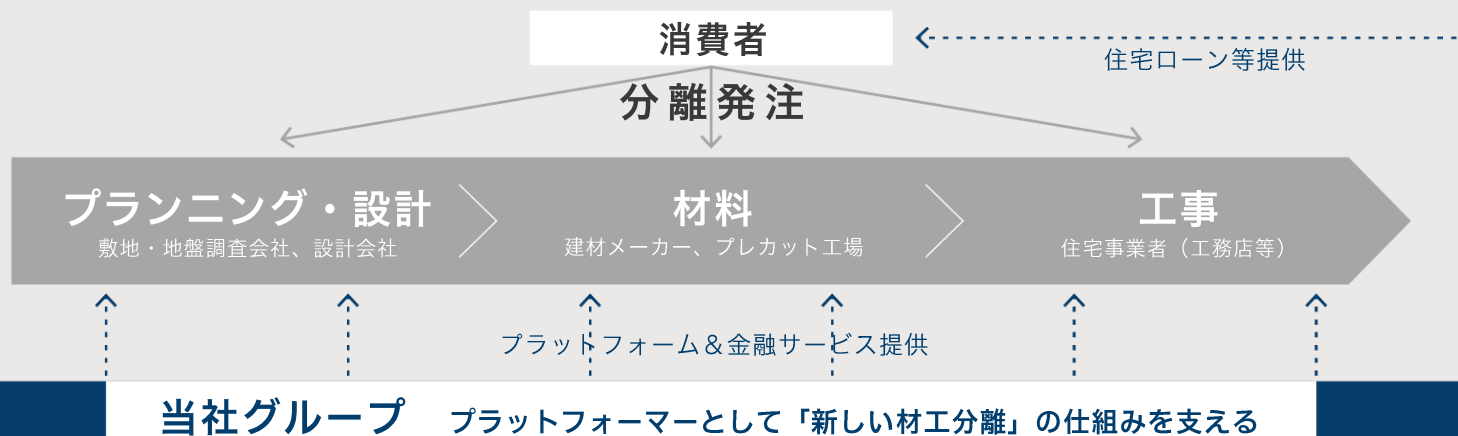 消費者
住宅ローン等提供
分離発注
プランニング・設計
敷地・地盤調査会社、設計会社
材料
建材メーカー、プレカット工場
工事
住宅事業者（工務店等）
プラットフォーム＆金融サービス提供
当社グループ プラットフォーマーとして「新しい材工分離」の仕組みを支える